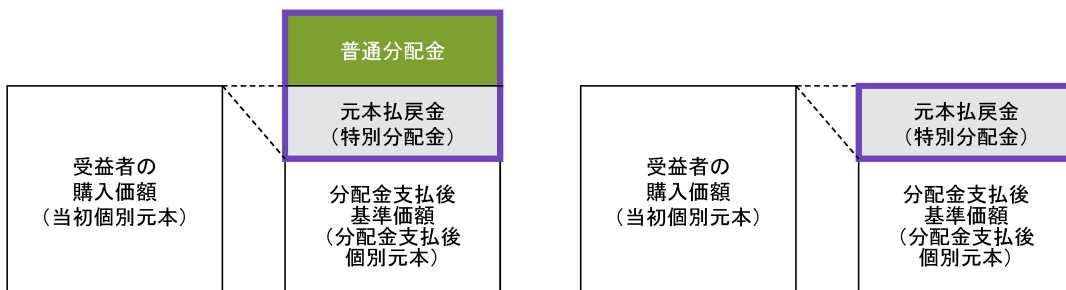 普通分配金
元本払戻金
（特別分配金）
受益者の
購入価額
（当初個別元本）
分配金支払後
基準価額
（分配金支払後
個別元本）
元本払戻金
（特別分配金）
受益者の
購入価額
（当初個別元本）
分配金支払後
基準価額
（分配金支払後
個別元本）